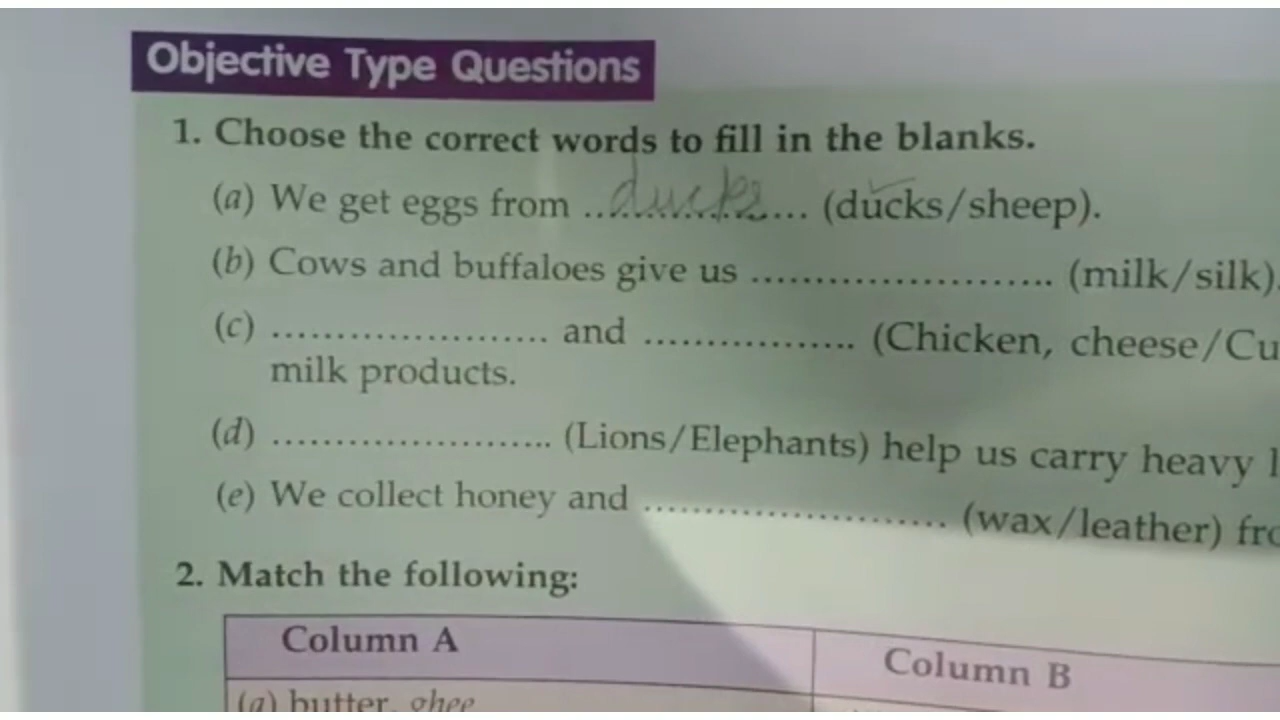 Objective Type Questions
1. Choose the correct words to fill in the blanks.
(a) We get eggs from ....ducks.... (ducks/sheep).
(b) Cows and buffaloes give us .......................... (milk/silk).
(c) ........................ and .................. (Chicken, cheese/Cu
milk products.
(d) ........................ (Lions/Elephants) help us carry heavy l
(e) We collect honey and .......................... (wax/leather) fro
2. Match the following:
Column A Column B
(a) butter, ghee